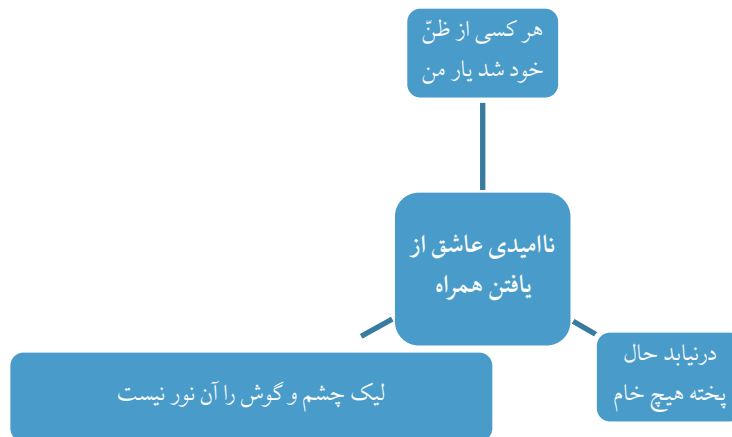 هر کسی از ظنّ
خود شد یار من
ناامیدی عاشق از
یافتن همراه
درنیابد حال
پخته هیچ خام
لیک چشم و گوش را آن نور نیست